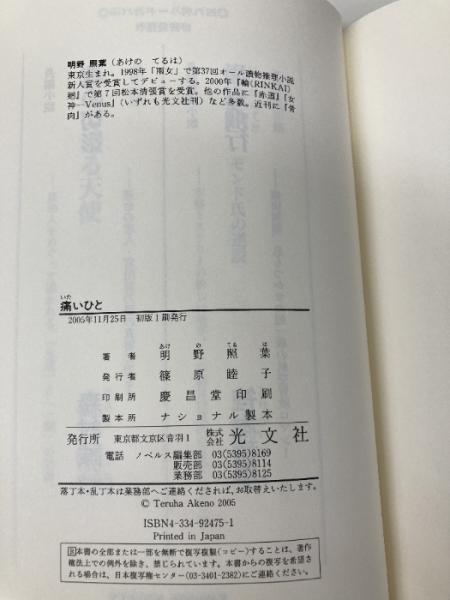 明野 照葉（あけの てるは）
東京生まれ。1998年「雨女」で第37回オール讀物推理小説
新人賞を受賞してデビューする。2000年『輪(RINKAI)
廻』で第7回松本清張賞を受賞。他の作品に『赤道』『女
神―Venus』（いずれも光文社刊）など多数。近刊に『骨
肉』がある。
いた
痛いひと
2005年11月25日 初版1刷発行
あけ の てる は
著者 明野照葉
発行者 篠原睦子
印刷所 慶昌堂印刷
製本所 ナショナル製本
発行所 東京都文京区音羽1 株式会社 光文社
電話 ノベルス編集部 03(5395)8169
販売部 03(5395)8114
業務部 03(5395)8125
落丁本・乱丁本は業務部へご連絡くだされば、お取替えいたします。
© Teruha Akeno 2005
ISBN4-334-92475-1
Printed in Japan
R本書の全部または一部を無断で複写複製（コピー）することは、著作
権法上での例外を除き、禁じられています。本書からの複写を希望さ
れる場合は、日本複写権センター(03-3401-2382)にご連絡ください。